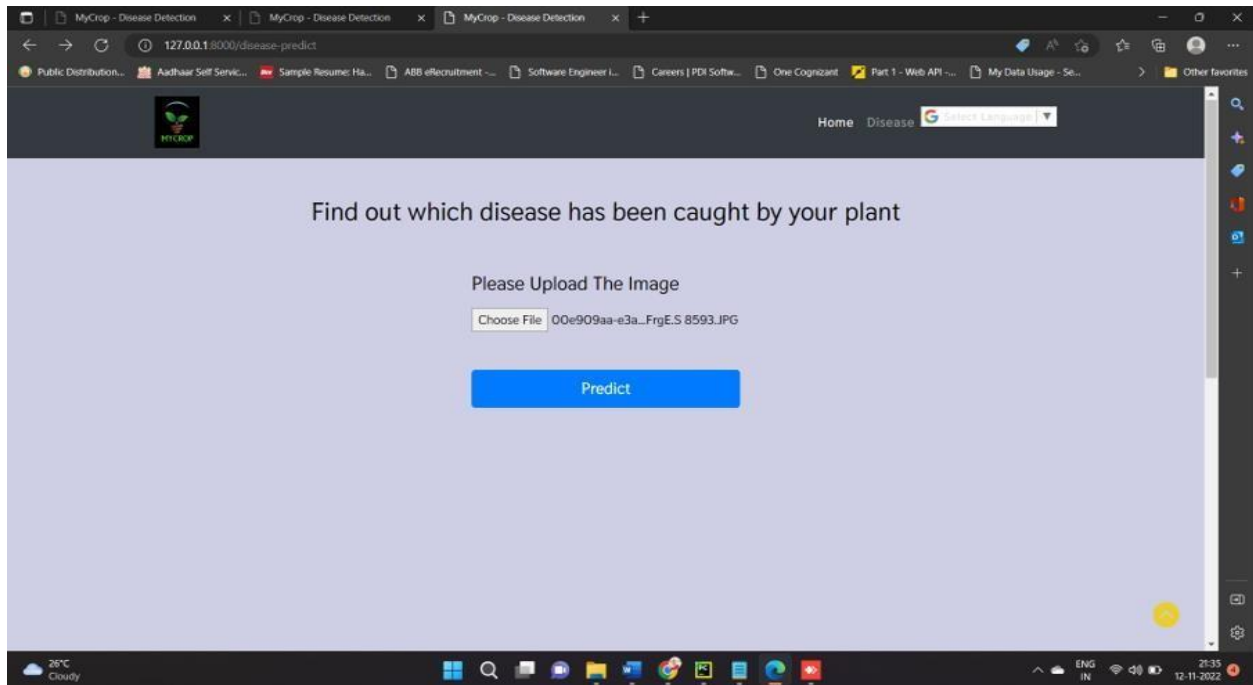 MyCrop - Disease Detection
MyCrop - Disease Detection
MyCrop - Disease Detection
127.0.0.1:8000/disease-predict
Public Distribution... Aadhaar Self Servic... Sample Resume: Ha... ABB eRecruitment -... Software Engineer i... Careers | PDI Softw... One Cognizant Part 1 - Web API -... My Data Usage - Se... Other favorites
MYCROP
Home Disease Select Language ▼
Find out which disease has been caught by your plant
Please Upload The Image
Choose File 00e909aa-e3a...FrgE.S 8593.JPG
Predict
26°C
Cloudy
ENG
IN
21:35
12-11-2022
4